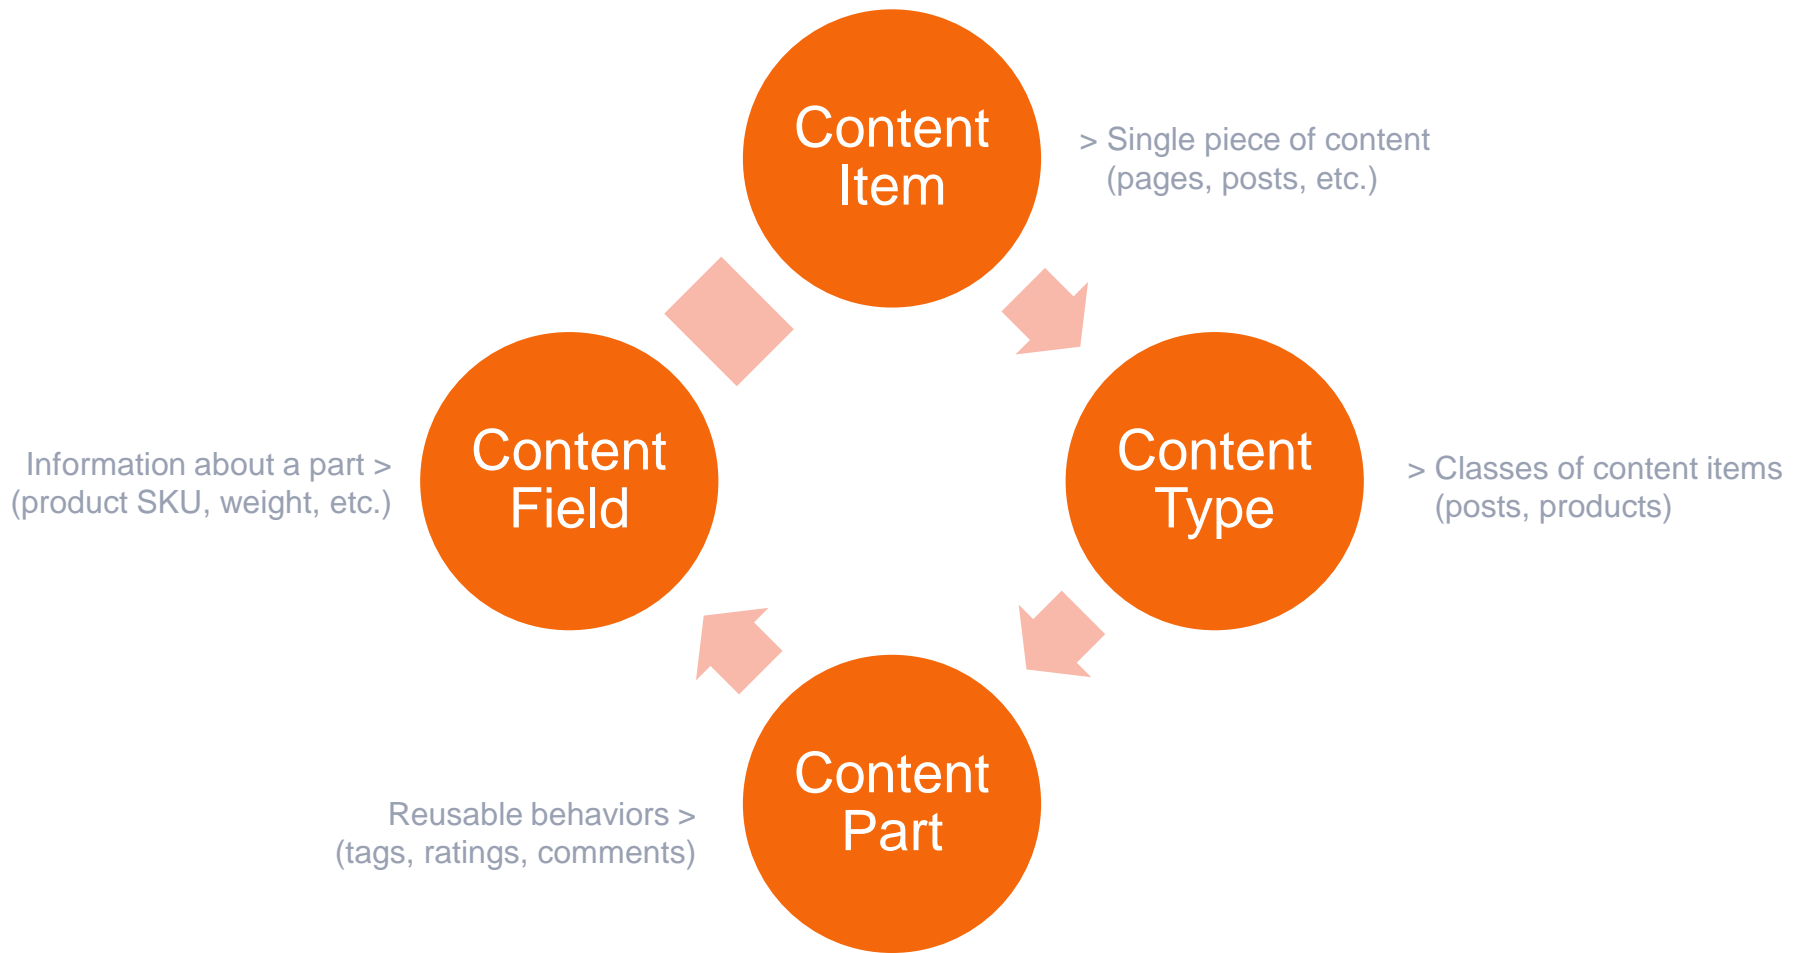 Content
Item
> Single piece of content
(pages, posts, etc.)
Content
Type
> Classes of content items
(posts, products)
Content
Part
Reusable behaviors >
(tags, ratings, comments)
Content
Field
Information about a part >
(product SKU, weight, etc.)